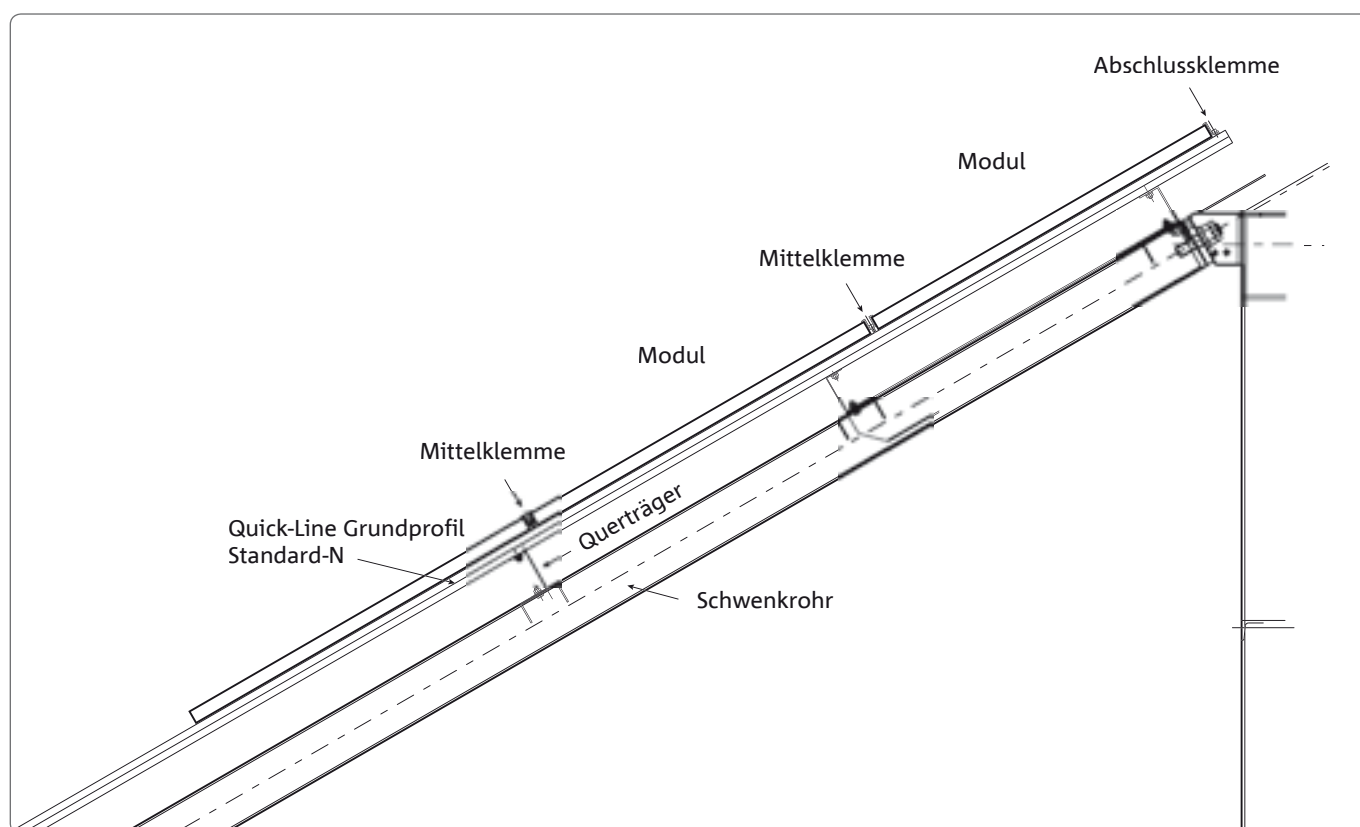 Abschlussklemme
Modul
Mittelklemme
Modul
Mittelklemme
Querträger
Quick-Line Grundprofil
Standard-N
Schwenkrohr